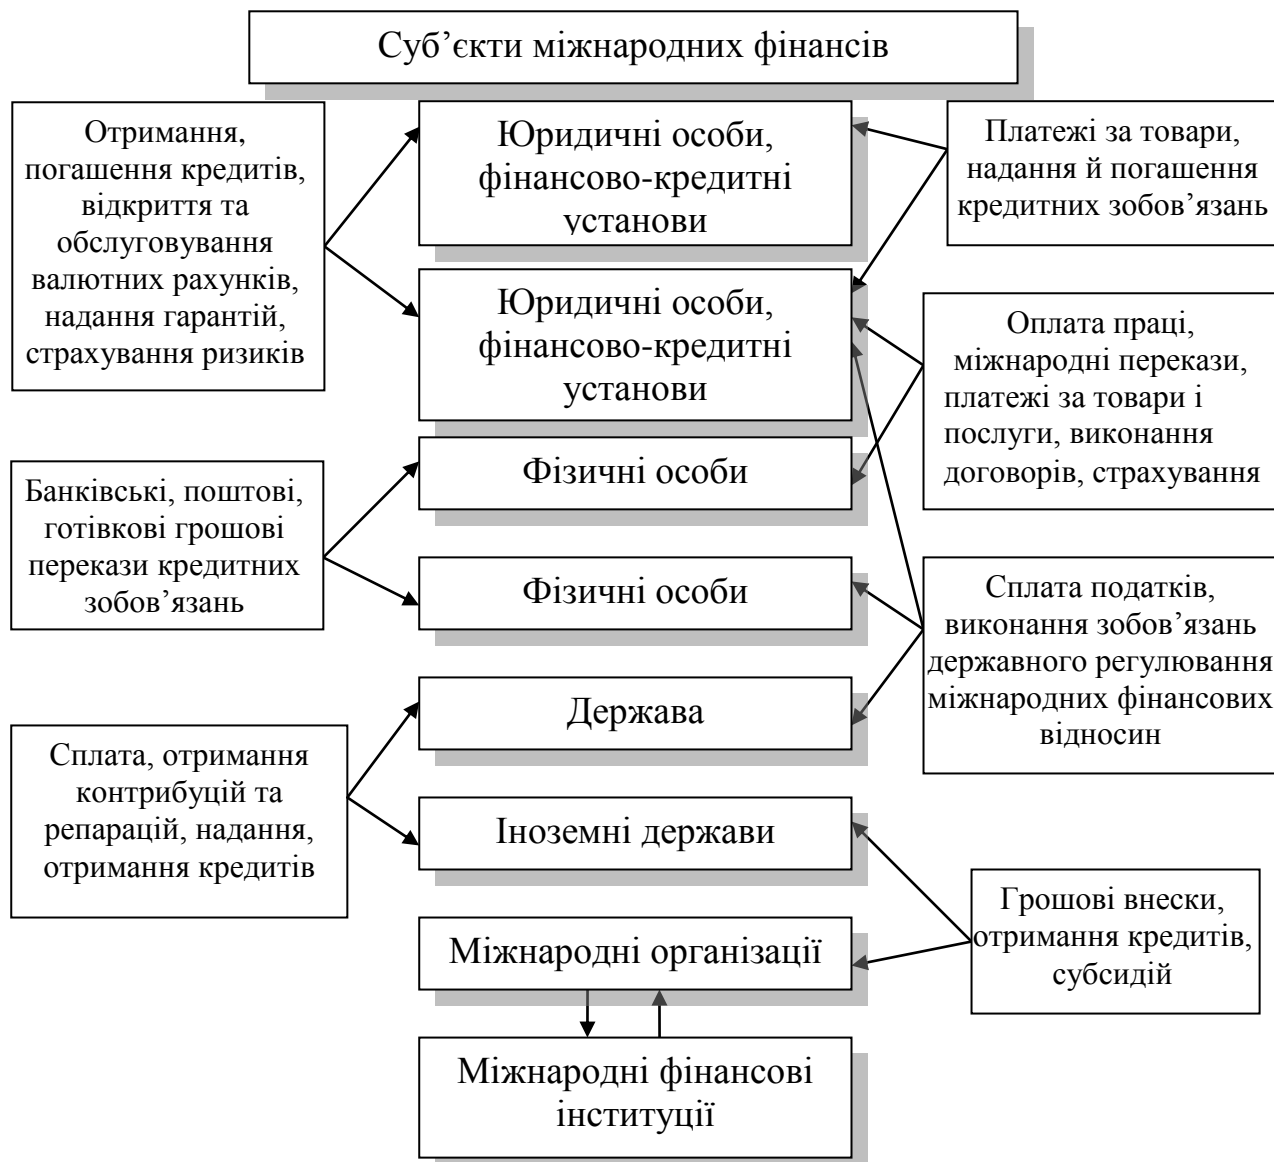 Суб’єкти міжнародних фінансів
Отримання,
погашення кредитів,
відкриття та
обслуговування
валютних рахунків,
надання гарантій,
страхування ризиків
Юридичні особи,
фінансово-кредитні
установи
Платежі за товари,
надання й погашення
кредитних зобов’язань
Юридичні особи,
фінансово-кредитні
установи
Оплата праці,
міжнародні перекази,
платежі за товари і
послуги, виконання
договорів, страхування
Фізичні особи
Банківські, поштові,
готівкові грошові
перекази кредитних
зобов’язань
Фізичні особи
Сплата податків,
виконання зобов’язань
державного регулювання
міжнародних фінансових
відносин
Держава
Сплата, отримання
контрибуцій та
репарацій, надання,
отримання кредитів
Іноземні держави
Грошові внески,
отримання кредитів,
субсидій
Міжнародні організації
Міжнародні фінансові
інституції